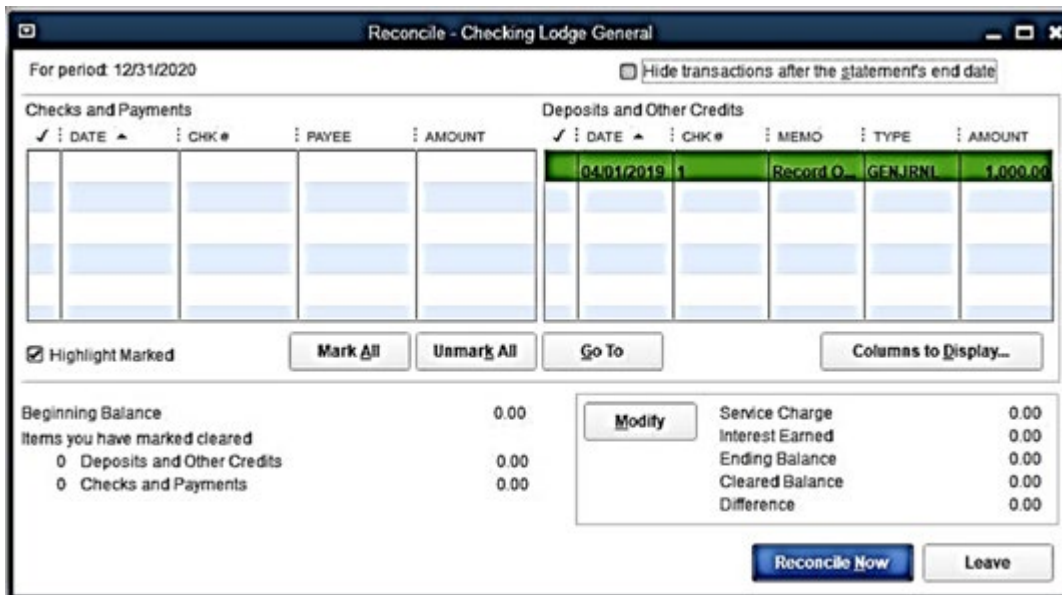 Reconcile - Checking Lodge General
For period: 12/31/2020
Hide transactions after the statement's end date
Checks and Payments
Deposits and Other Credits
✓ DATE CHK # PAYEE AMOUNT
✓ DATE CHK # MEMO TYPE AMOUNT
04/01/2019 1 Record O... GENJRNL 1,000.00
Highlight Marked
Mark All
Unmark All
Go To
Columns to Display...
Beginning Balance 0.00
Items you have marked cleared
0 Deposits and Other Credits 0.00
0 Checks and Payments 0.00
Modify
Service Charge 0.00
Interest Earned 0.00
Ending Balance 0.00
Cleared Balance 0.00
Difference 0.00
Reconcile Now
Leave